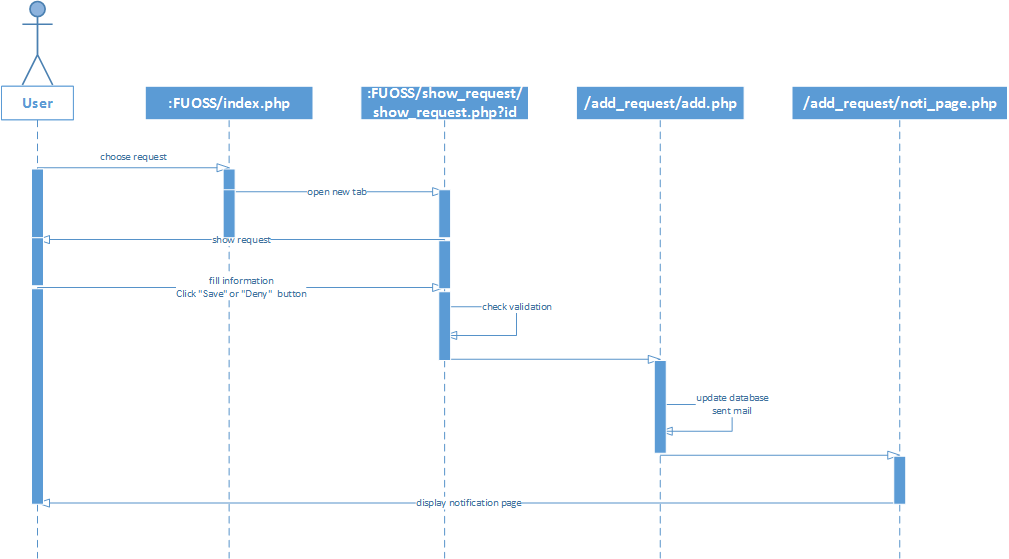 User
:FUOSS/index.php
:FUOSS/show_request/
show_request.php?id
/add_request/add.php
/add_request/noti_page.php
choose request
open new tab
show request
fill information
Click "Save" or "Deny" button
check validation
update database
sent mail
display notification page